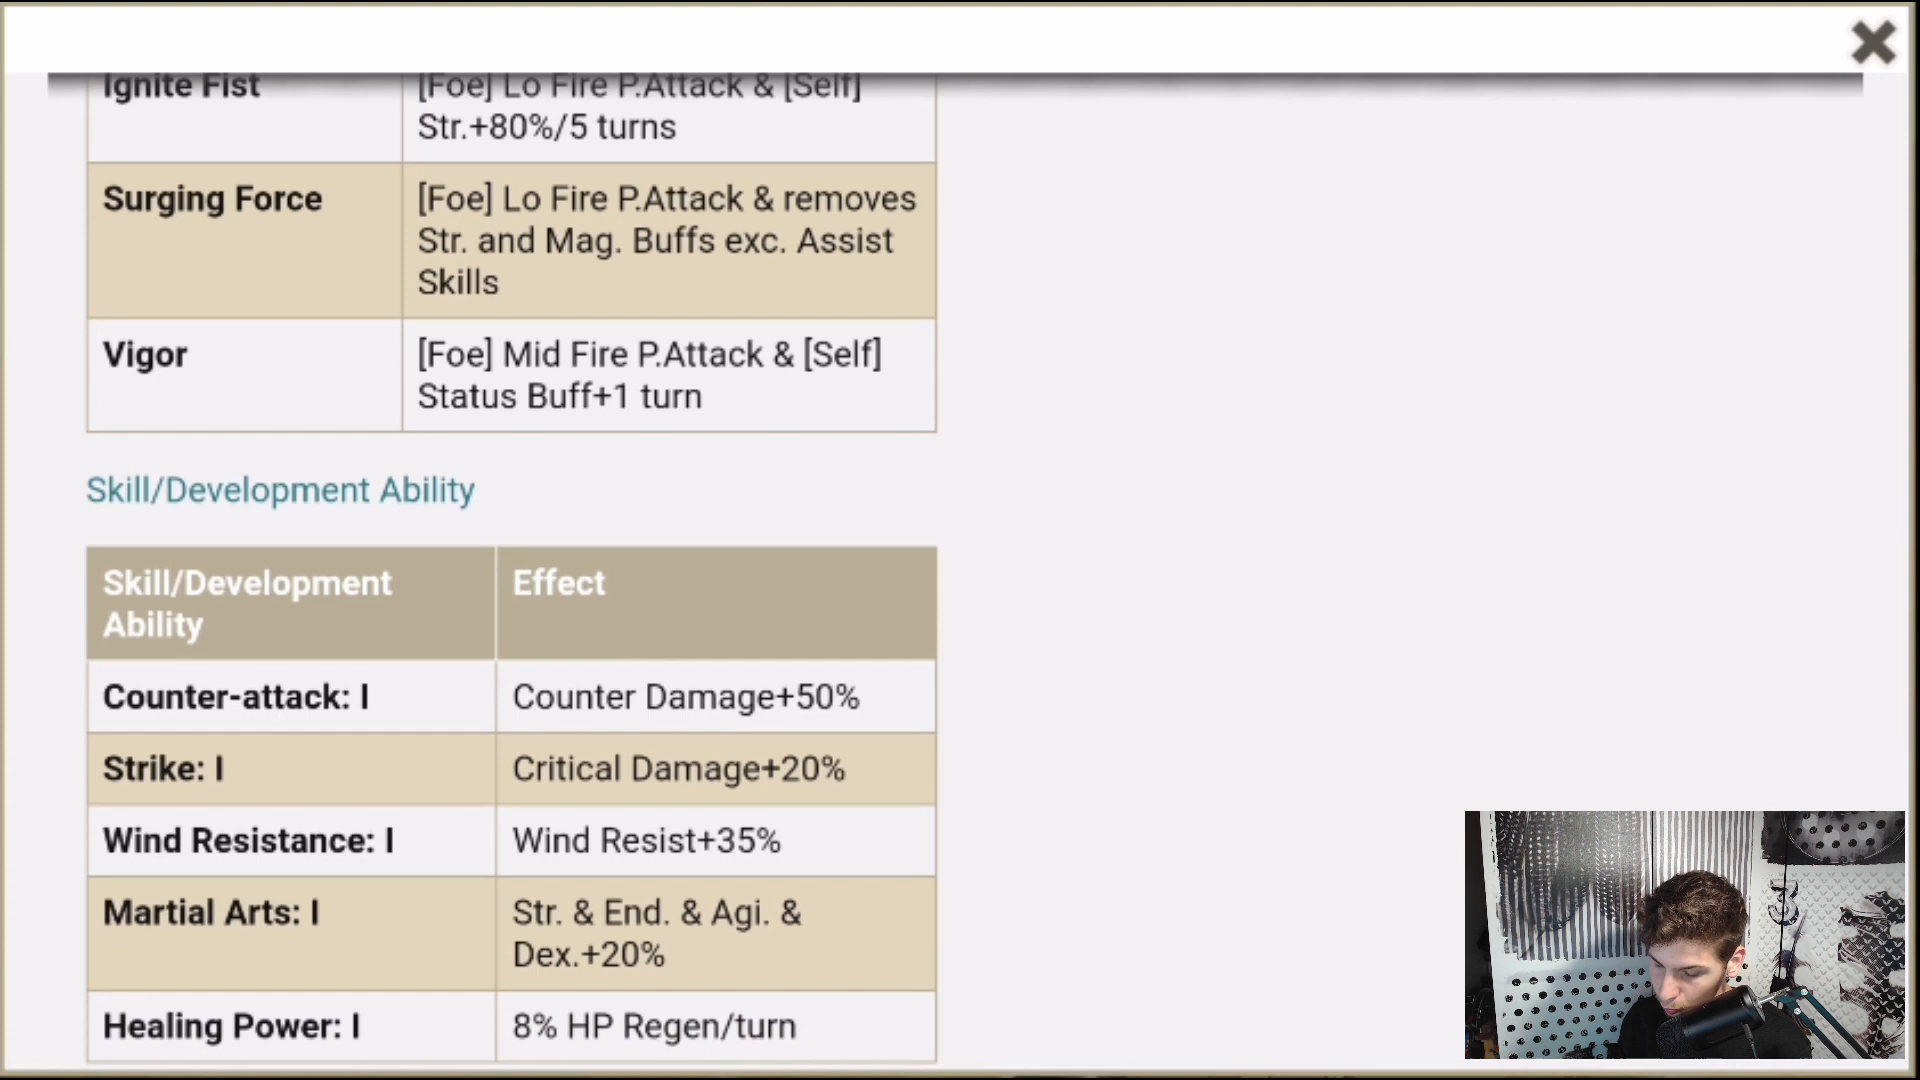 Ignite Fist
[Foe] Lo Fire P.Attack & [Self]
Str.+80%/5 turns
Surging Force
[Foe] Lo Fire P.Attack & removes
Str. and Mag. Buffs exc. Assist
Skills
Vigor
[Foe] Mid Fire P.Attack & [Self]
Status Buff+1 turn
Skill/Development Ability
Skill/Development
Ability
Effect
Counter-attack: I
Counter Damage+50%
Strike: I
Critical Damage+20%
Wind Resistance: I
Wind Resist+35%
Martial Arts: I
Str. & End. & Agi. &
Dex.+20%
Healing Power: I
8% HP Regen/turn